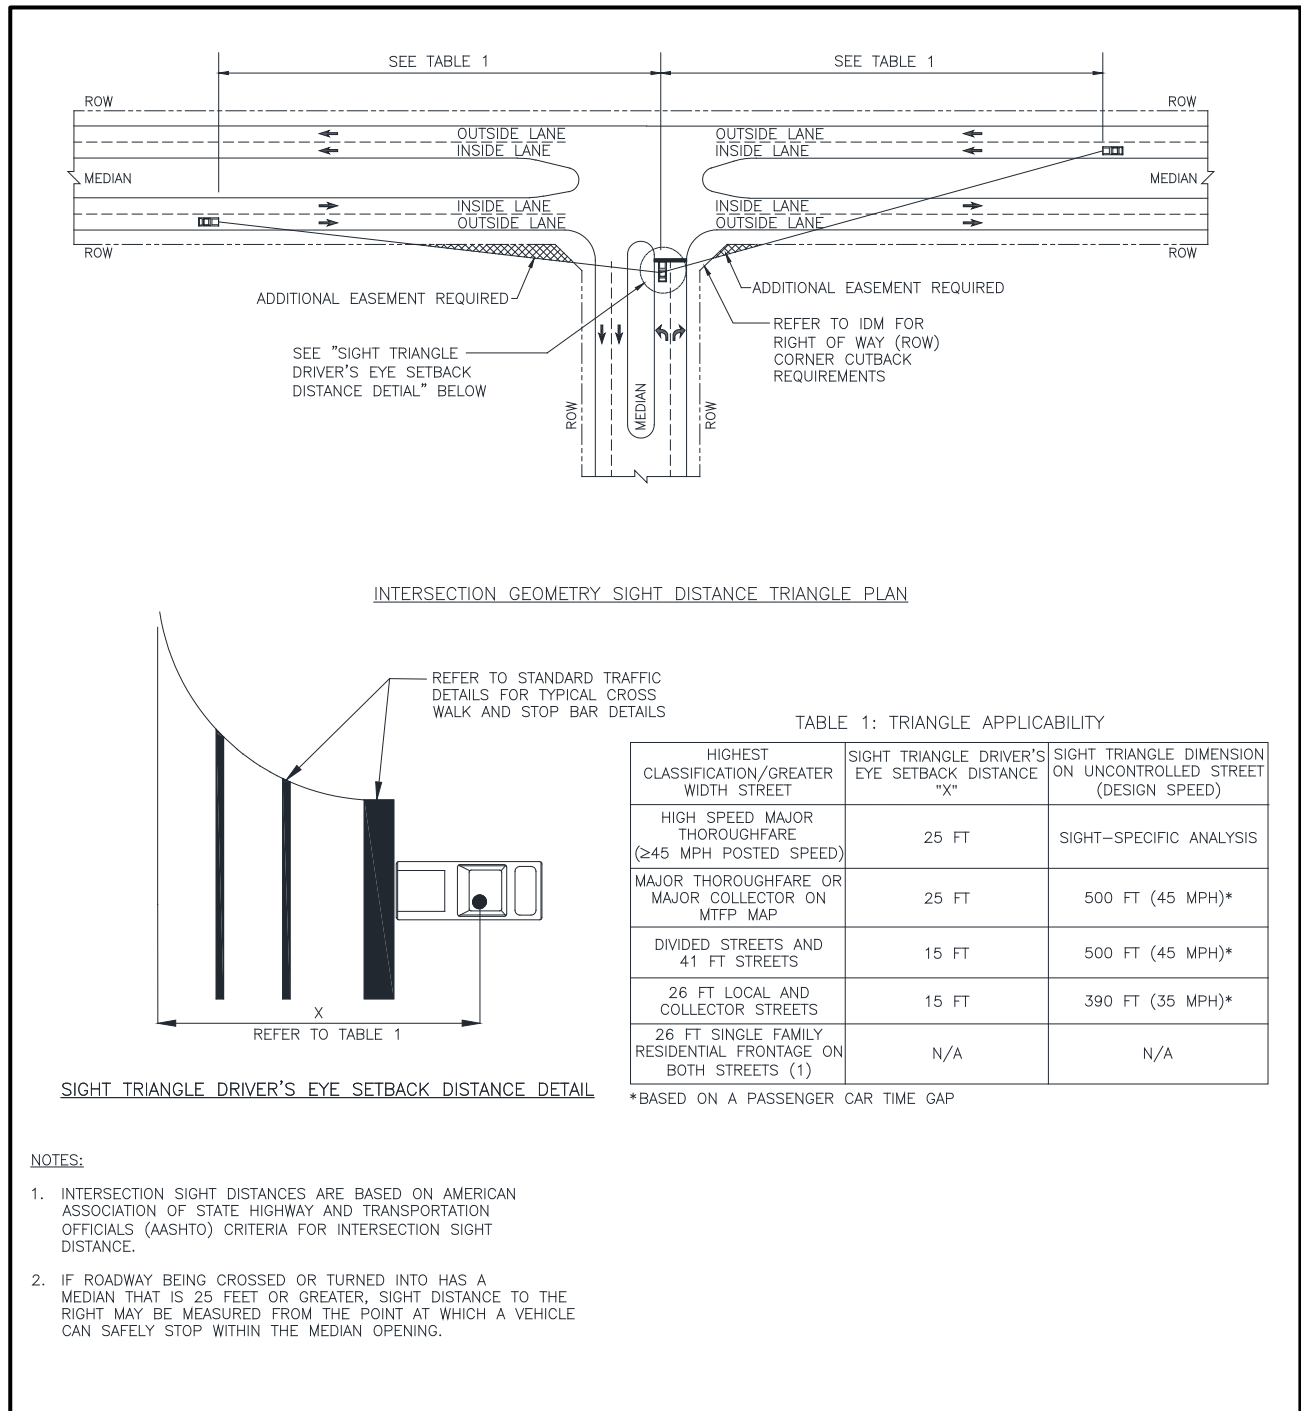 SEE TABLE 1
SEE TABLE 1
ROW
ROW
OUTSIDE LANE
INSIDE LANE
OUTSIDE LANE
INSIDE LANE
MEDIAN
MEDIAN
INSIDE LANE
OUTSIDE LANE
INSIDE LANE
OUTSIDE LANE
ROW
ROW
ADDITIONAL EASEMENT REQUIRED
ADDITIONAL EASEMENT REQUIRED
SEE "SIGHT TRIANGLE
DRIVER'S EYE SETBACK
DISTANCE DETIAL" BELOW
REFER TO IDM FOR
RIGHT OF WAY (ROW)
CORNER CUTBACK
REQUIREMENTS
ROW
MEDIAN
ROW
INTERSECTION GEOMETRY SIGHT DISTANCE TRIANGLE PLAN
REFER TO STANDARD TRAFFIC
DETAILS FOR TYPICAL CROSS
WALK AND STOP BAR DETAILS
X
REFER TO TABLE 1
SIGHT TRIANGLE DRIVER'S EYE SETBACK DISTANCE DETAIL
TABLE 1: TRIANGLE APPLICABILITY
HIGHEST
CLASSIFICATION/GREATER
WIDTH STREET
SIGHT TRIANGLE DRIVER'S
EYE SETBACK DISTANCE
"X"
SIGHT TRIANGLE DIMENSION
ON UNCONTROLLED STREET
(DESIGN SPEED)
HIGH SPEED MAJOR
THOROUGHFARE
(≥45 MPH POSTED SPEED)
25 FT
SIGHT-SPECIFIC ANALYSIS
MAJOR THOROUGHFARE OR
MAJOR COLLECTOR ON
MTFP MAP
25 FT
500 FT (45 MPH)*
DIVIDED STREETS AND
41 FT STREETS
15 FT
500 FT (45 MPH)*
26 FT LOCAL AND
COLLECTOR STREETS
15 FT
390 FT (35 MPH)*
26 FT SINGLE FAMILY
RESIDENTIAL FRONTAGE ON
BOTH STREETS (1)
N/A
N/A
*BASED ON A PASSENGER CAR TIME GAP
NOTES:
1. INTERSECTION SIGHT DISTANCES ARE BASED ON AMERICAN
ASSOCIATION OF STATE HIGHWAY AND TRANSPORTATION
OFFICIALS (AASHTO) CRITERIA FOR INTERSECTION SIGHT
DISTANCE.
2. IF ROADWAY BEING CROSSED OR TURNED INTO HAS A
MEDIAN THAT IS 25 FEET OR GREATER, SIGHT DISTANCE TO THE
RIGHT MAY BE MEASURED FROM THE POINT AT WHICH A VEHICLE
CAN SAFELY STOP WITHIN THE MEDIAN OPENING.